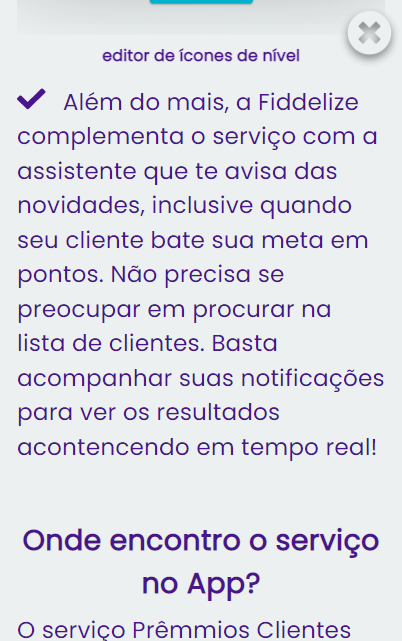 editor de ícones de nível
Além do mais, a Fiddelize
complementa o serviço com a
assistente que te avisa das
novidades, inclusive quando
seu cliente bate sua meta em
pontos. Não precisa se
preocupar em procurar na
lista de clientes. Basta
acompanhar suas notificações
para ver os resultados
acontencendo em tempo real!
Onde encontro o serviço
no App?
O serviço Prêmmios Clientes